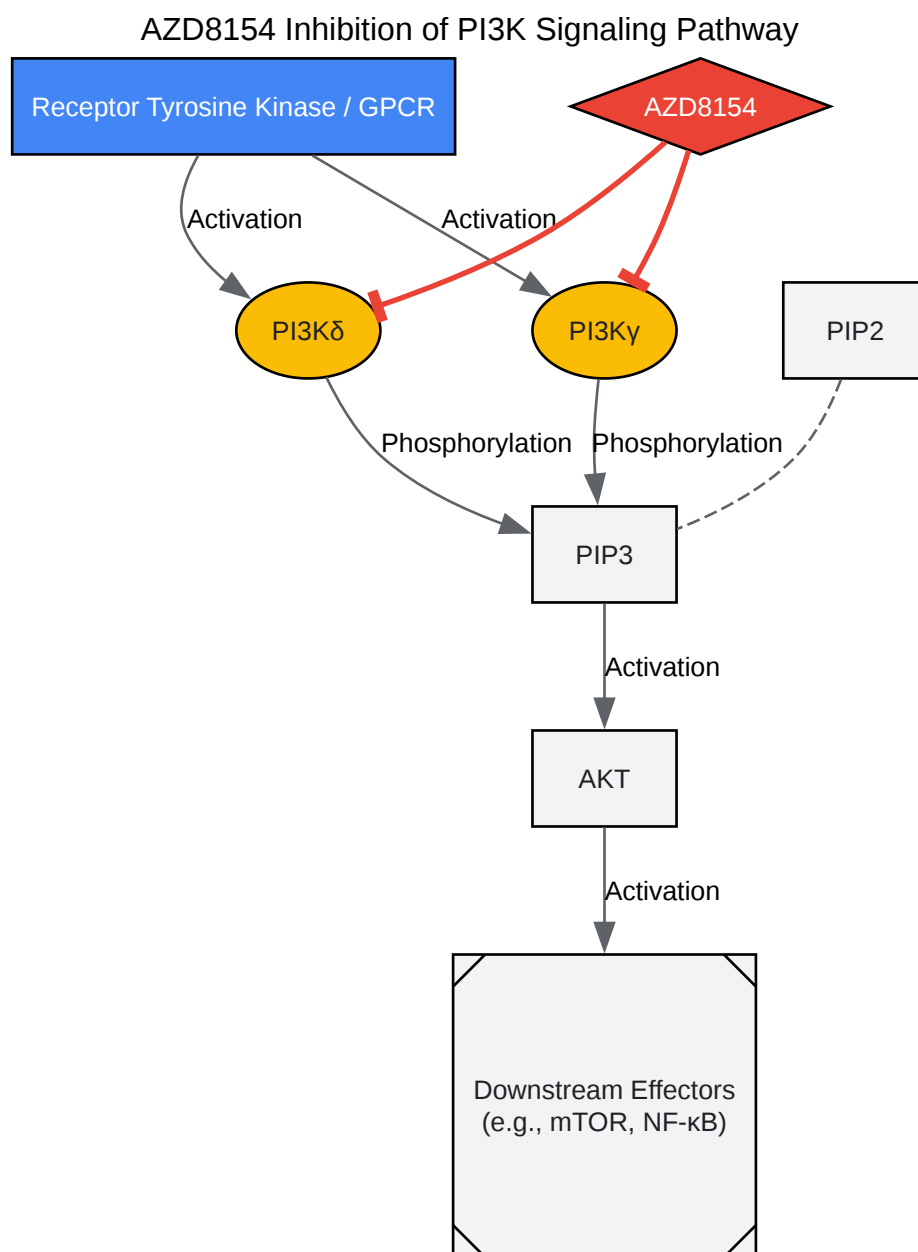 AZD8154 Inhibition of PI3K Signaling Pathway
Receptor Tyrosine Kinase / GPCR
AZD8154
Activation
Activation
PI3Kδ
PI3Kγ
PIP2
Phosphorylation
Phosphorylation
PIP3
Activation
AKT
Activation
Downstream Effectors
(e.g., mTOR, NF-κB)